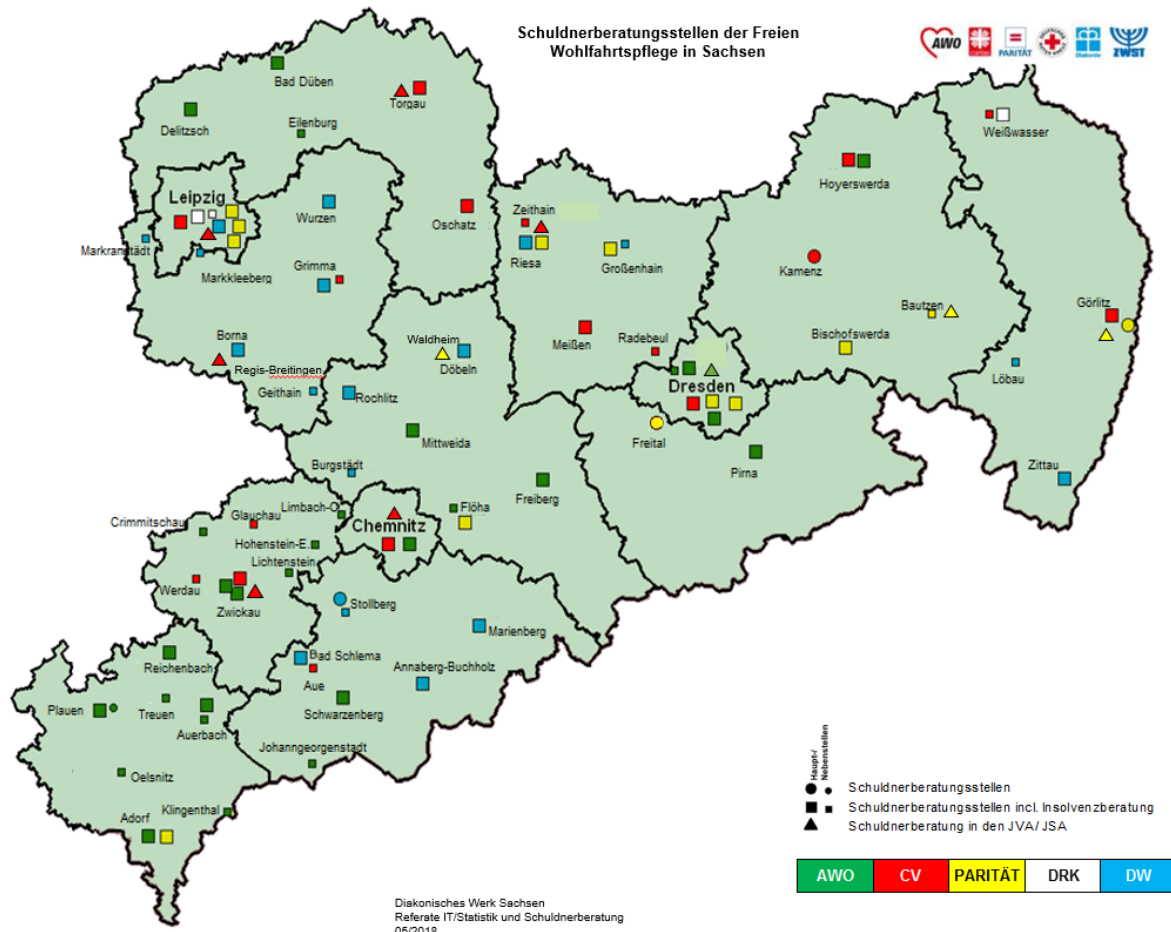 Schuldnerberatungsstellen der Freien
Wohlfahrtspflege in Sachsen
AWO
PARITÄT
Diakonie
ZWST
Bad Düben
Torgau
Delitzsch
Eilenburg
Weißwasser
Hoyerswerda
Leipzig
Wurzen
Oschatz
Zeithain
Markranstädt
Markkleeberg
Grimma
Riesa
Großenhain
Kamenz
Bautzen
Görlitz
Borna
Waldheim
Meißen
Radebeul
Bischofswerda
Regis-Breitingen
Döbeln
Löbau
Geithain
Rochlitz
Dresden
Freital
Mittweida
Pirna
Burgstädt
Freiberg
Zittau
Crimmitschau
Glauchau
Limbach-O.
Flöha
Chemnitz
Hohenstein-E.
Lichtenstein
Werdau
Zwickau
Stollberg
Marienberg
Bad Schlema
Annaberg-Buchholz
Reichenbach
Aue
Schwarzenberg
Plauen
Treuen
Auerbach
Johanngeorgenstadt
Oelsnitz
Klingenthal
Adorf
Haupt-/
Nebenstellen
Schuldnerberatungsstellen
Schuldnerberatungsstellen incl. Insolvenzberatung
Schuldnerberatung in den JVA/ JSA
AWO CV PARITÄT DRK DW
Diakonisches Werk Sachsen
Referate IT/Statistik und Schuldnerberatung
05/2018